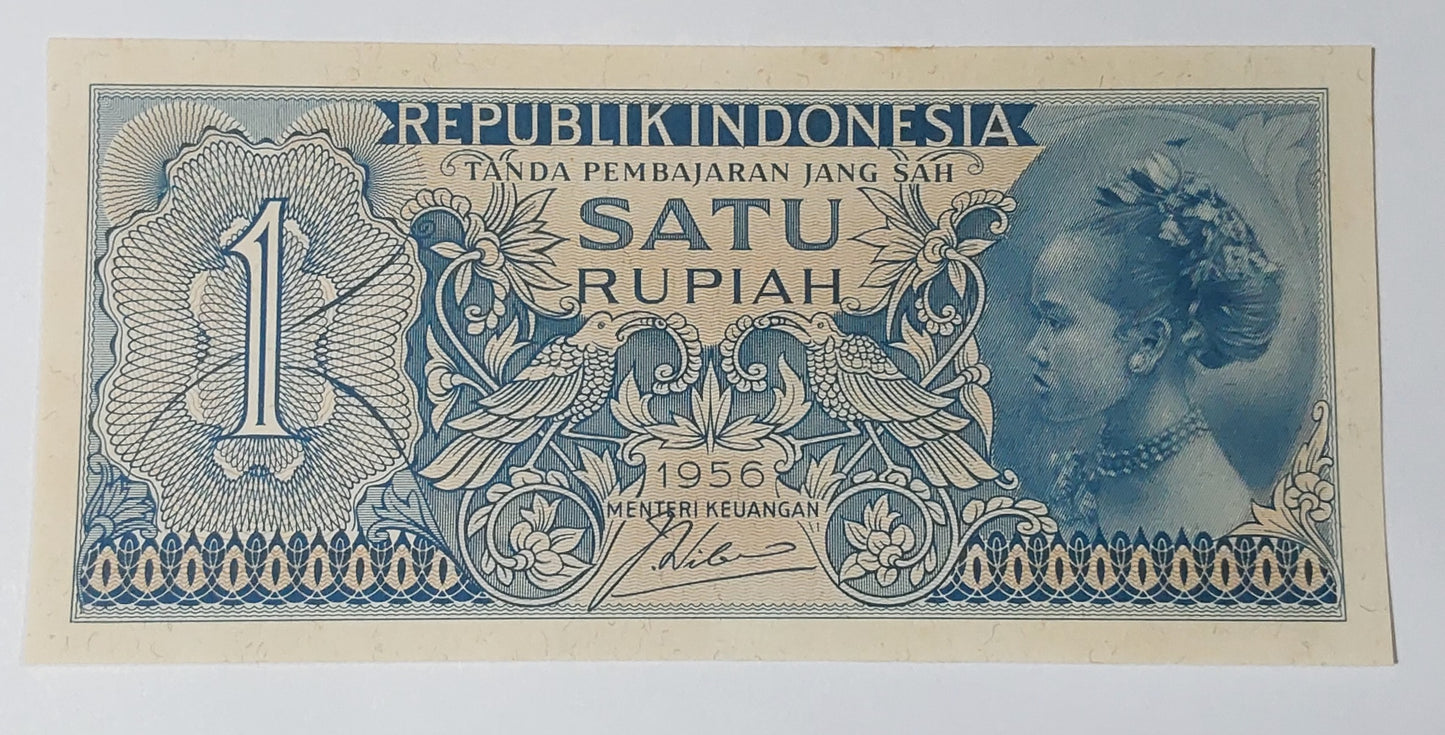 REPUBLIK INDONESIA
TANDA PEMBAJARAN JANG SAH
1
SATU
RUPIAH
1956
MENTERI KEUANGAN